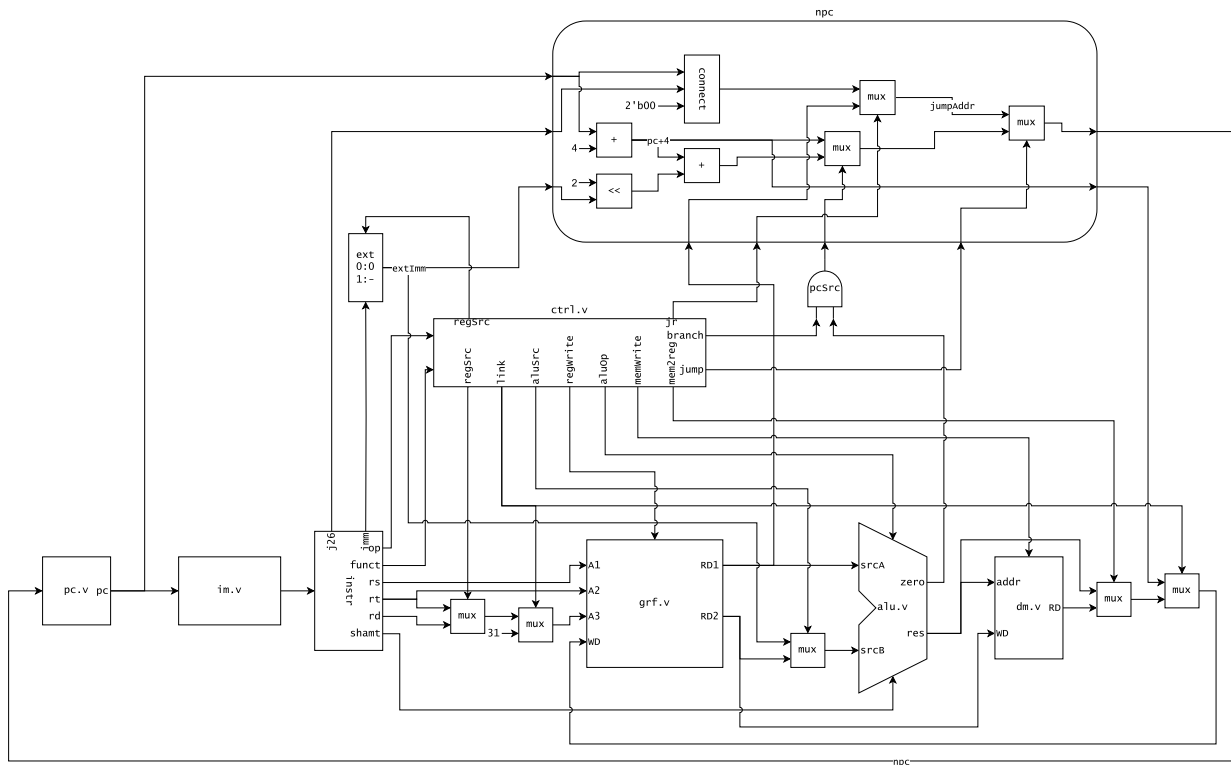 npc
connect
2'b00
mux
jumpAddr
mux
4
+
pc+4
mux
+
2
<<
ext
0:0
1:-
extImm
pcSrc
ctrl.v
regSrc
jr
branch
jump
regSrc
link
aluSrc
regWrite
aluOp
memWrite
mem2reg
j26
imm
op
funct
rs
rt
rd
shamt
instr
pc.v
pc
im.v
mux
31
mux
A1
A2
A3
WD
grf.v
RD1
RD2
mux
srcA
srcB
alu.v
zero
res
addr
WD
dm.v
RD
mux
mux
npc